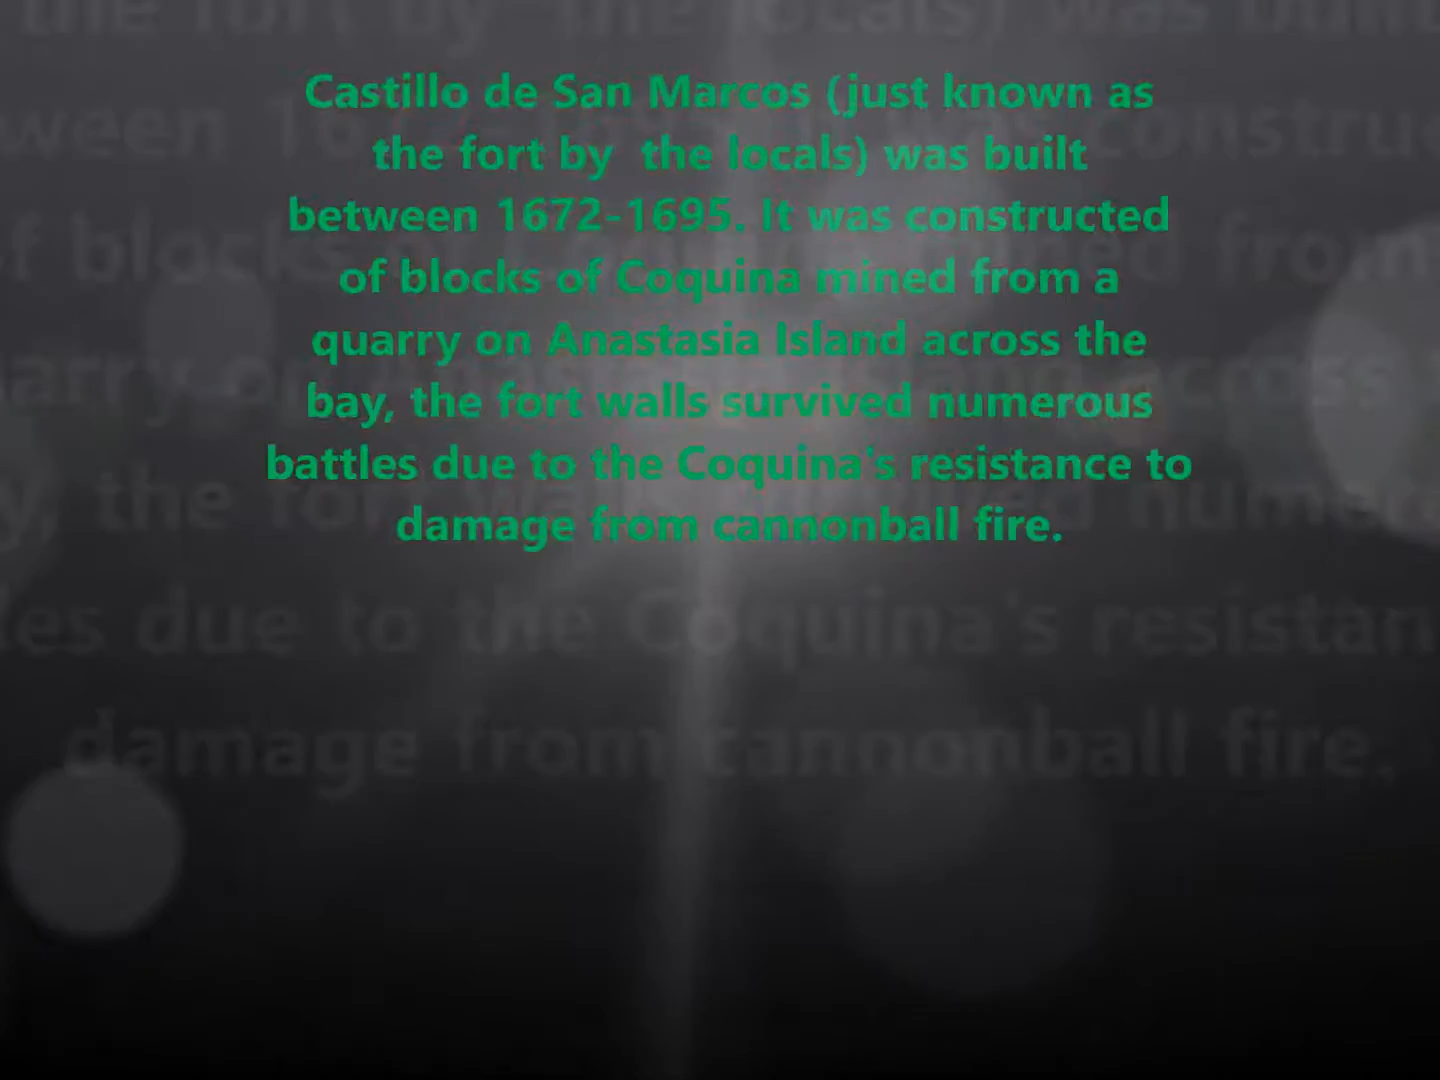 Castillo de San Marcos (just known as
the fort by  the locals) was built
between 1672-1695. It was constructed
of blocks of Coquina mined from a
quarry on Anastasia Island across the
bay, the fort walls survived numerous
battles due to the Coquina's resistance to
damage from cannonball fire.